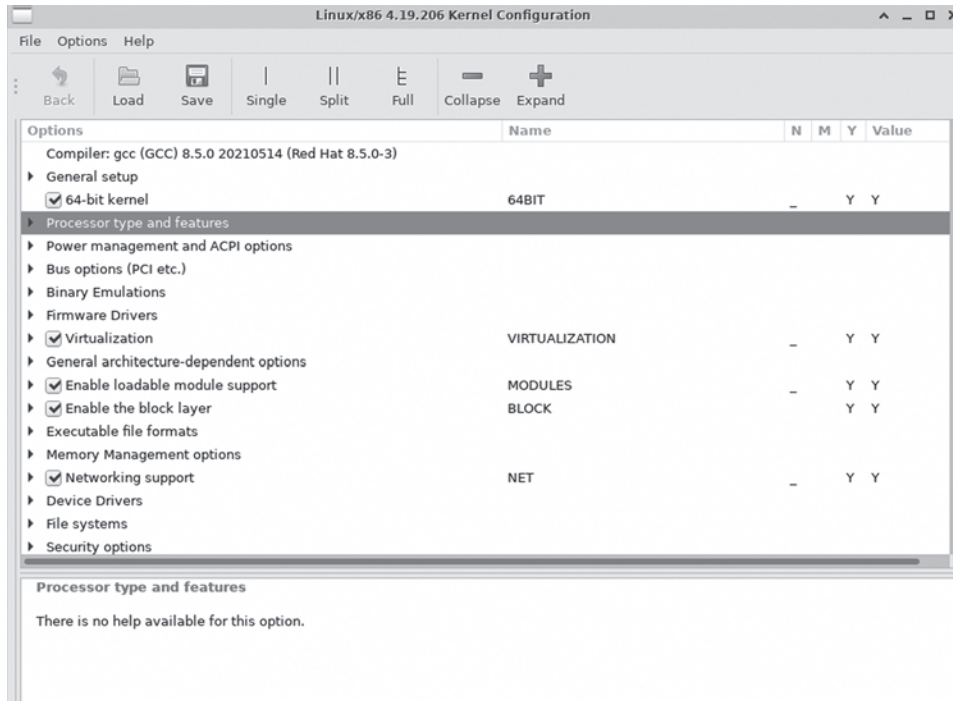 Linux/x86 4.19.206 Kernel Configuration
File Options Help
Back Load Save Single Split Full Collapse Expand
Options Name N M Y Value
Compiler: gcc (GCC) 8.5.0 20210514 (Red Hat 8.5.0-3)
General setup
64-bit kernel 64BIT _ Y Y
Processor type and features
Power management and ACPI options
Bus options (PCI etc.)
Binary Emulations
Firmware Drivers
Virtualization VIRTUALIZATION _ Y Y
General architecture-dependent options
Enable loadable module support MODULES _ Y Y
Enable the block layer BLOCK Y Y
Executable file formats
Memory Management options
Networking support NET _ Y Y
Device Drivers
File systems
Security options
Processor type and features
There is no help available for this option.